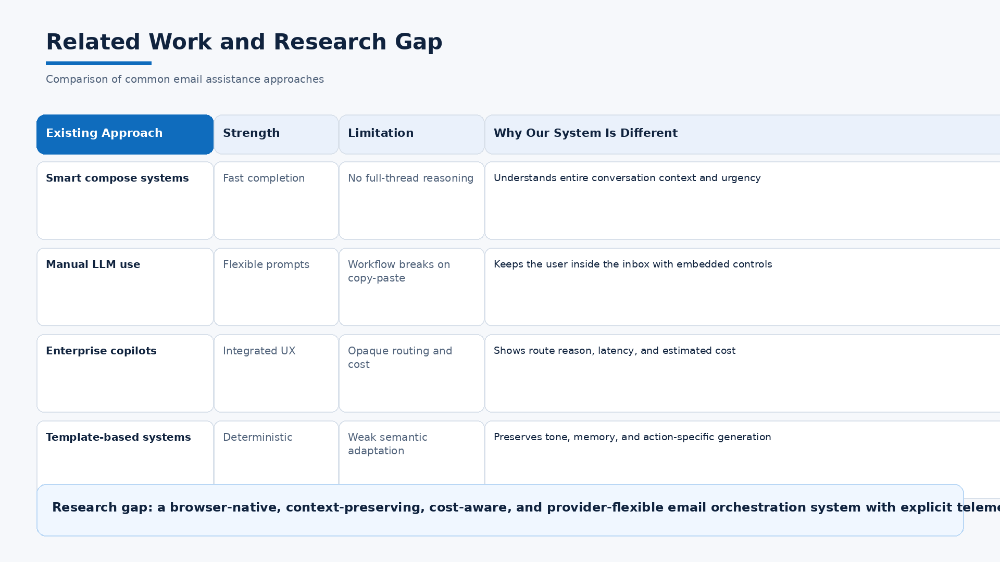 Related Work and Research Gap
Comparison of common email assistance approaches
Existing Approach
Strength
Limitation
Why Our System Is Different
Smart compose systems
Fast completion
No full-thread reasoning
Understands entire conversation context and urgency
Manual LLM use
Flexible prompts
Workflow breaks on
copy-paste
Keeps the user inside the inbox with embedded controls
Enterprise copilots
Integrated UX
Opaque routing and
cost
Shows route reason, latency, and estimated cost
Template-based systems
Deterministic
Weak semantic
adaptation
Preserves tone, memory, and action-specific generation
Research gap: a browser-native, context-preserving, cost-aware, and provider-flexible email orchestration system with explicit